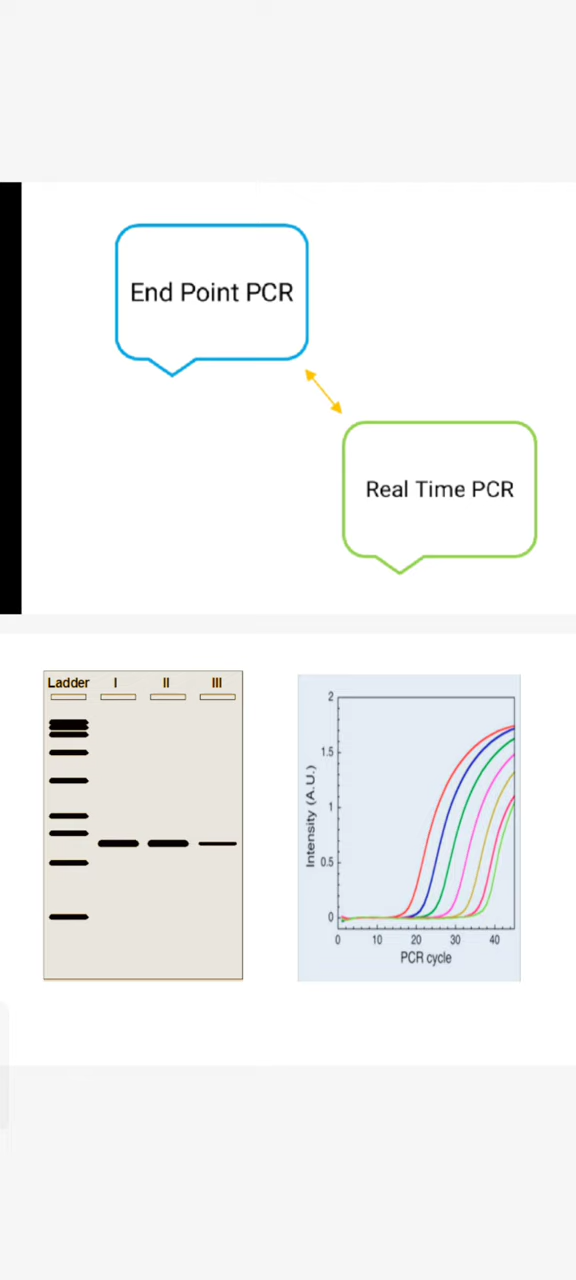 End Point PCR
Real Time PCR
Ladder I II III
2
1.5
1
0.5
0
Intensity (A.U.)
0 10 20 30 40
PCR cycle